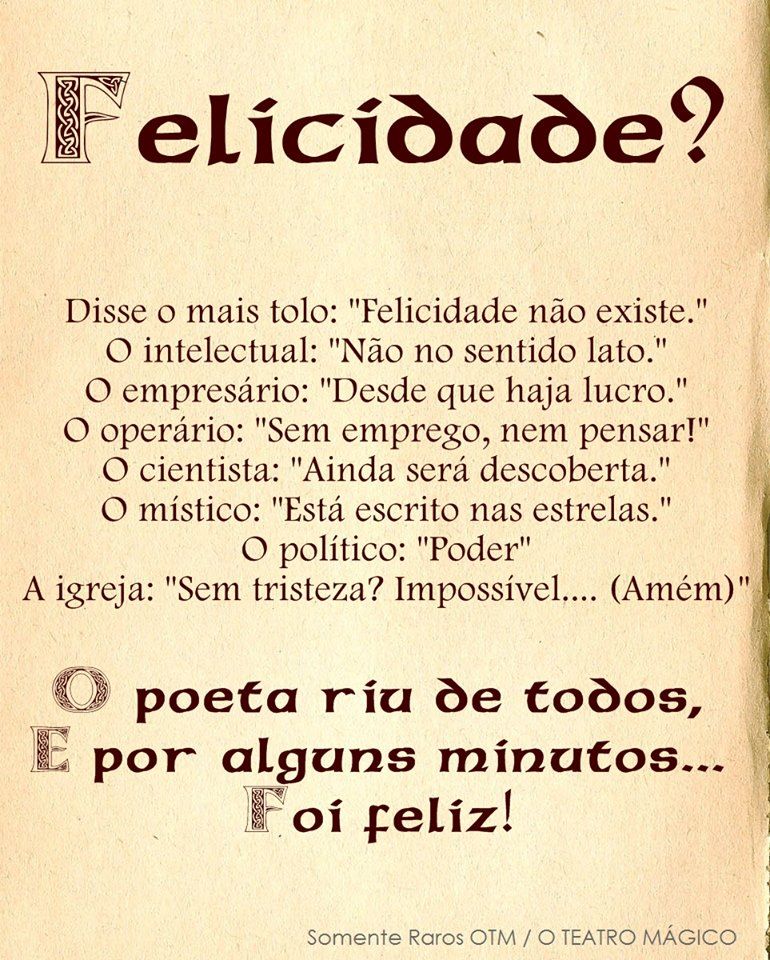 Felicidade?
Disse o mais tolo: "Felicidade não existe."
O intelectual: "Não no sentido lato."
O empresário: "Desde que haja lucro."
O operário: "Sem emprego, nem pensar!"
O cientista: "Ainda será descoberta."
O místico: "Está escrito nas estrelas."
O político: "Poder"
A igreja: "Sem tristeza? Impossível.... (Amém)"
O poeta riu de todos,
E por alguns minutos...
Foi feliz!
Somente Raros OTM / O TEATRO MÁGICO